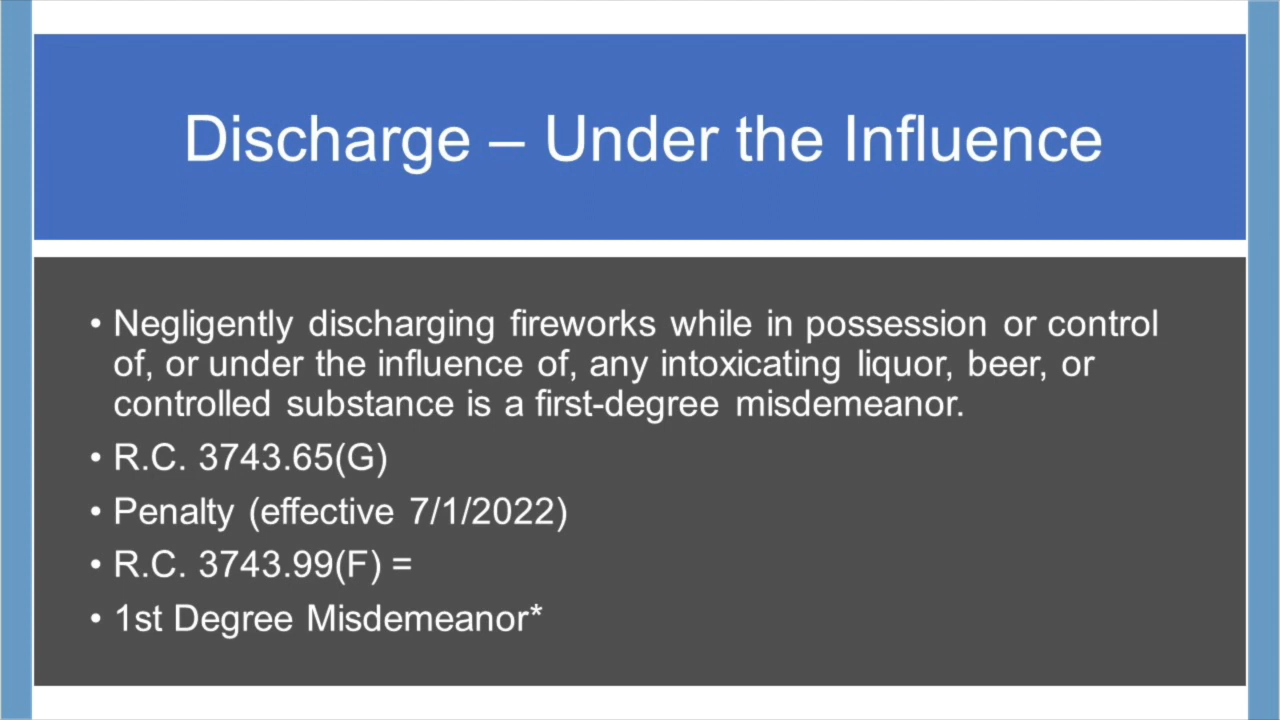 Discharge – Under the Influence
• Negligently discharging fireworks while in possession or control
of, or under the influence of, any intoxicating liquor, beer, or
controlled substance is a first-degree misdemeanor.
• R.C. 3743.65(G)
• Penalty (effective 7/1/2022)
• R.C. 3743.99(F) =
• 1st Degree Misdemeanor*